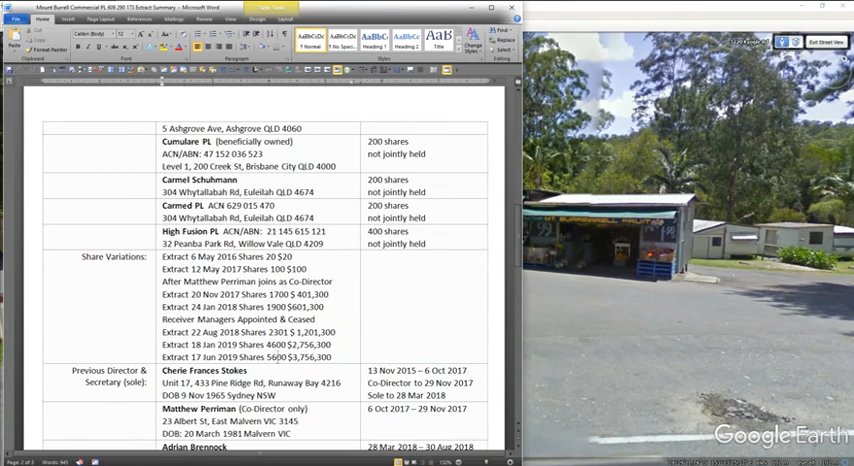 Mount Burrell Commercial PL 609 290 173 Extract Summary - Microsoft Word
Table Tools
File Home Insert Page Layout References Mailings Review View Design Layout
Paste
Calibri (Body) 12
AaBbCcDc AaBbCcDc AaBbC AaBbCc AaB
¶ Normal ¶ No Spac... Heading 1 Heading 2 Title
Change Styles
Find
Replace
Select
Clipboard Font Paragraph Styles Editing
5 Ashgrove Ave, Ashgrove QLD 4060
Cumulare PL (beneficially owned) 200 shares
ACN/ABN: 47 152 036 523 not jointly held
Level 1, 200 Creek St, Brisbane City QLD 4000
Carmel Schuhmann 200 shares
304 Whytallabah Rd, Euleilah QLD 4674 not jointly held
Carmed PL ACN 629 015 470 200 shares
304 Whytallabah Rd, Euleilah QLD 4674 not jointly held
High Fusion PL ACN/ABN: 21 145 615 121 400 shares
32 Peanba Park Rd, Willow Vale QLD 4209 not jointly held
Share Variations: Extract 6 May 2016 Shares 20 $20
Extract 12 May 2017 Shares 100 $100
After Matthew Perriman joins as Co-Director
Extract 20 Nov 2017 Shares 1700 $ 401,300
Extract 24 Jan 2018 Shares 1900 $601,300
Receiver Managers Appointed & Ceased
Extract 22 Aug 2018 Shares 2301 $ 1,201,300
Extract 18 Jan 2019 Shares 4600 $2,756,300
Extract 17 Jun 2019 Shares 5600 $3,756,300
Previous Director & Cherie Frances Stokes 13 Nov 2015 – 6 Oct 2017
Secretary (sole): Unit 17, 433 Pine Ridge Rd, Runaway Bay 4216 Co-Director to 29 Nov 2017
DOB 9 Nov 1965 Sydney NSW Sole to 28 Mar 2018
Matthew Perriman (Co-Director only) 6 Oct 2017 – 29 Nov 2017
23 Albert St, East Malvern VIC 3145
DOB: 20 March 1981 Malvern VIC
Adrian Brennock 28 Mar 2018 – 30 Aug 2018
Page: 2 of 3 Words: 945 132%
Exit Street View
Google Earth